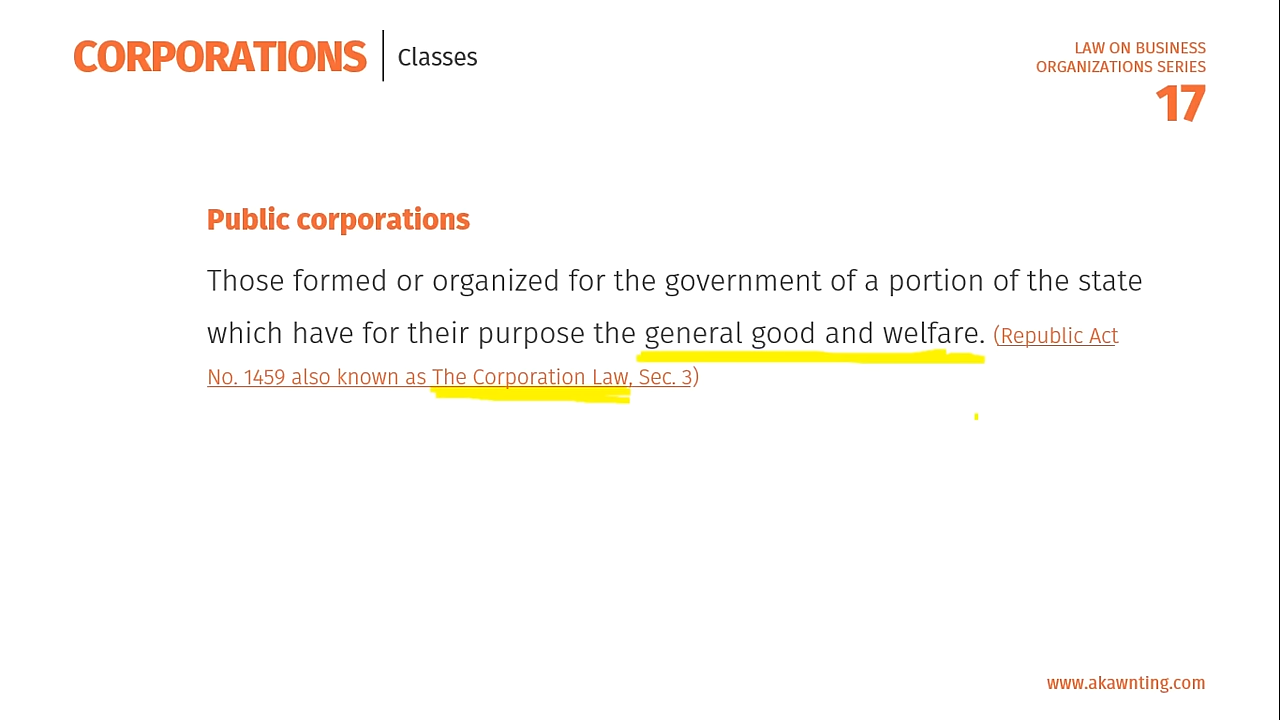 CORPORATIONS | Classes
LAW ON BUSINESS
ORGANIZATIONS SERIES
17
Public corporations
Those formed or organized for the government of a portion of the state
which have for their purpose the general good and welfare. (Republic Act
No. 1459 also known as The Corporation Law, Sec. 3)
www.akawnting.com